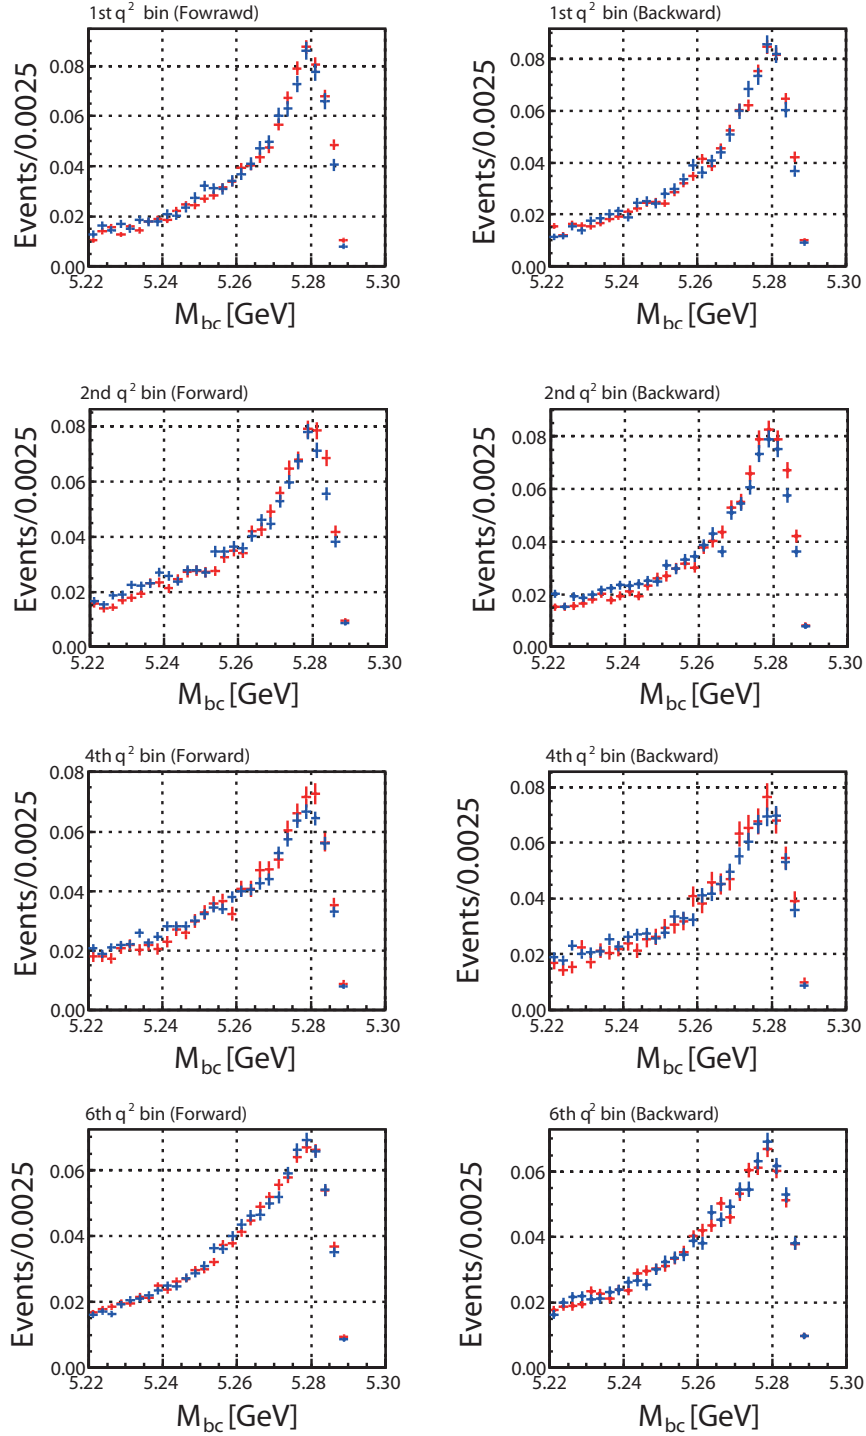 1st q² bin (Fowrawd)
Events/0.0025
0.08
0.06
0.04
0.02
0.00
5.22 5.24 5.26 5.28 5.30
M_bc [GeV]
1st q² bin (Backward)
Events/0.0025
0.08
0.06
0.04
0.02
0.00
5.22 5.24 5.26 5.28 5.30
M_bc [GeV]
2nd q² bin (Forward)
Events/0.0025
0.08
0.06
0.04
0.02
0.00
5.22 5.24 5.26 5.28 5.30
M_bc [GeV]
2nd q² bin (Backward)
Events/0.0025
0.08
0.06
0.04
0.02
0.00
5.22 5.24 5.26 5.28 5.30
M_bc [GeV]
4th q² bin (Forward)
Events/0.0025
0.08
0.06
0.04
0.02
0.00
5.22 5.24 5.26 5.28 5.30
M_bc [GeV]
4th q² bin (Backward)
Events/0.0025
0.08
0.06
0.04
0.02
0.00
5.22 5.24 5.26 5.28 5.30
M_bc [GeV]
6th q² bin (Forward)
Events/0.0025
0.06
0.04
0.02
0.00
5.22 5.24 5.26 5.28 5.30
M_bc [GeV]
6th q² bin (Backward)
Events/0.0025
0.06
0.04
0.02
0.00
5.22 5.24 5.26 5.28 5.30
M_bc [GeV]